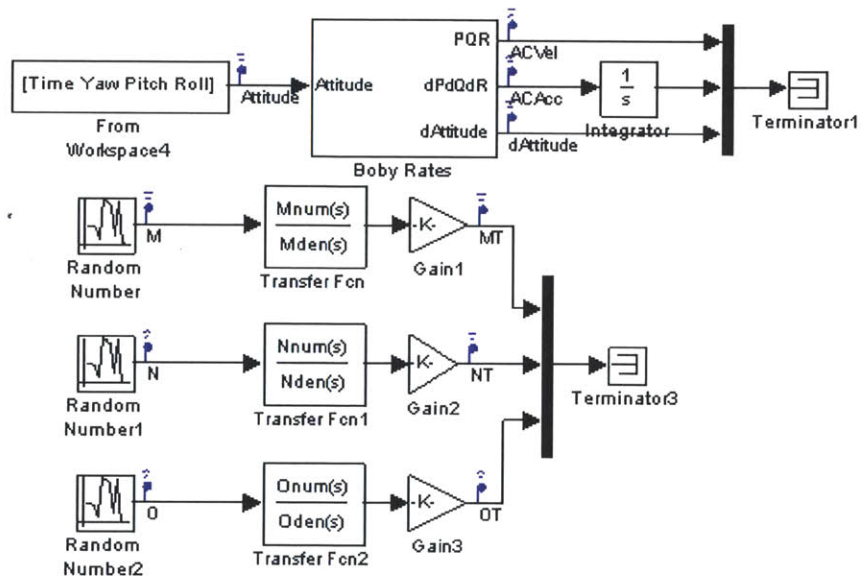 PQR
ACVel
[Time Yaw Pitch Roll]
Attitude
Attitude
dPdQdR
ACAcc
1
s
Integrator
Terminator1
From
Workspace4
dAttitude
dAttitude
Boby Rates
M
Mnum(s)
Mden(s)
-K-
MT
Random
Number
Transfer Fcn
Gain1
N
Nnum(s)
Nden(s)
-K-
NT
Terminator3
Random
Number1
Transfer Fcn1
Gain2
O
Onum(s)
Oden(s)
-K-
OT
Random
Number2
Transfer Fcn2
Gain3